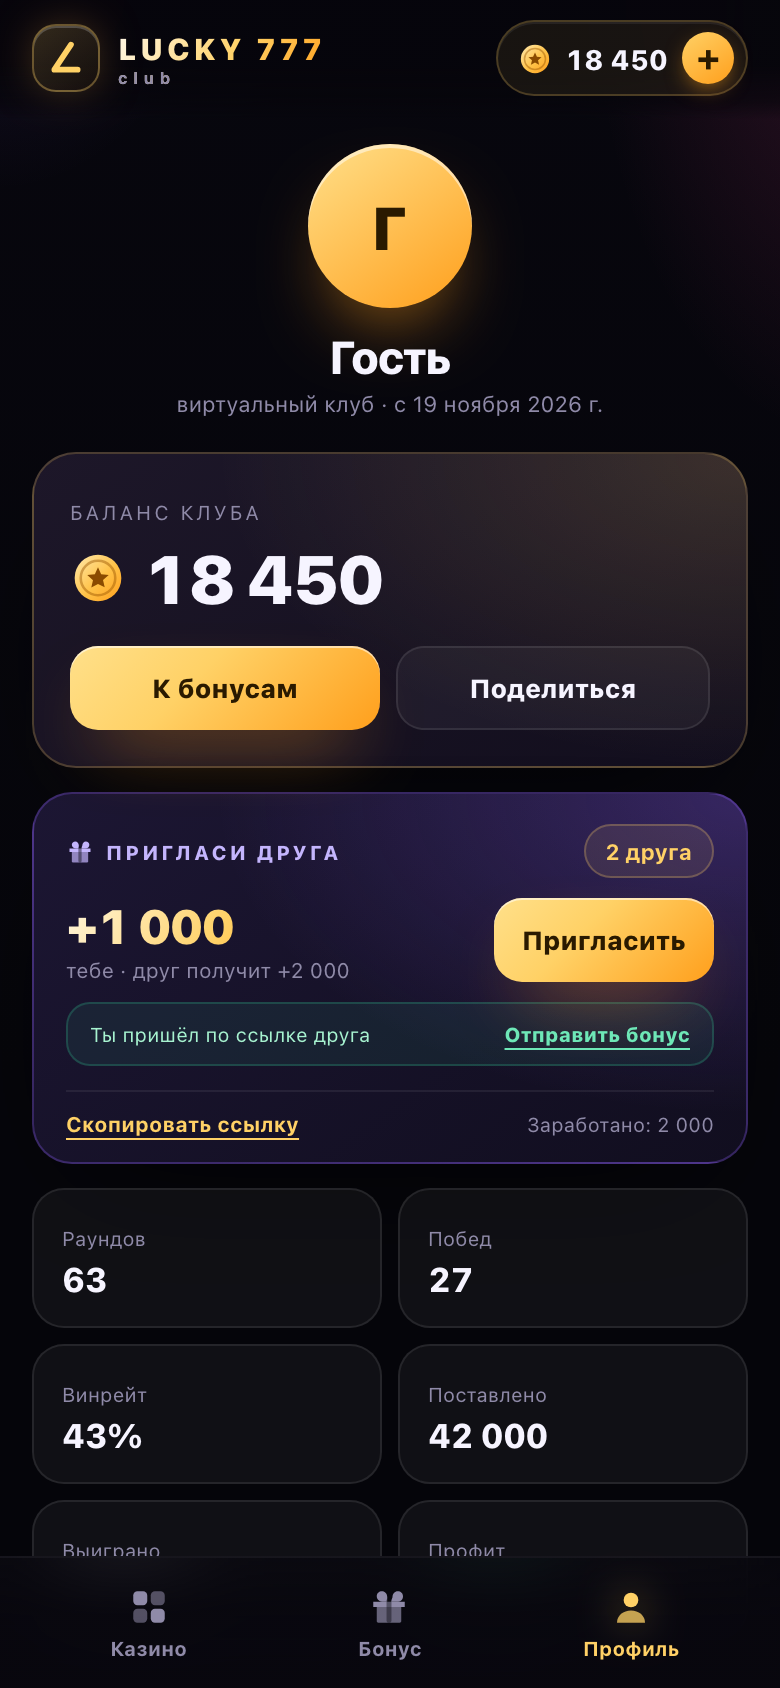 LUCKY 777
club
18 450
+
Г
Гость
виртуальный клуб · с 19 ноября 2026 г.
БАЛАНС КЛУБА
18 450
К бонусам
Поделиться
ПРИГЛАСИ ДРУГА
2 друга
+1 000
Пригласить
тебе · друг получит +2 000
Ты пришёл по ссылке друга
Отправить бонус
Скопировать ссылку
Заработано: 2 000
Раундов
63
Побед
27
Винрейт
43%
Поставлено
42 000
Выиграно
Профит
Казино
Бонус
Профиль